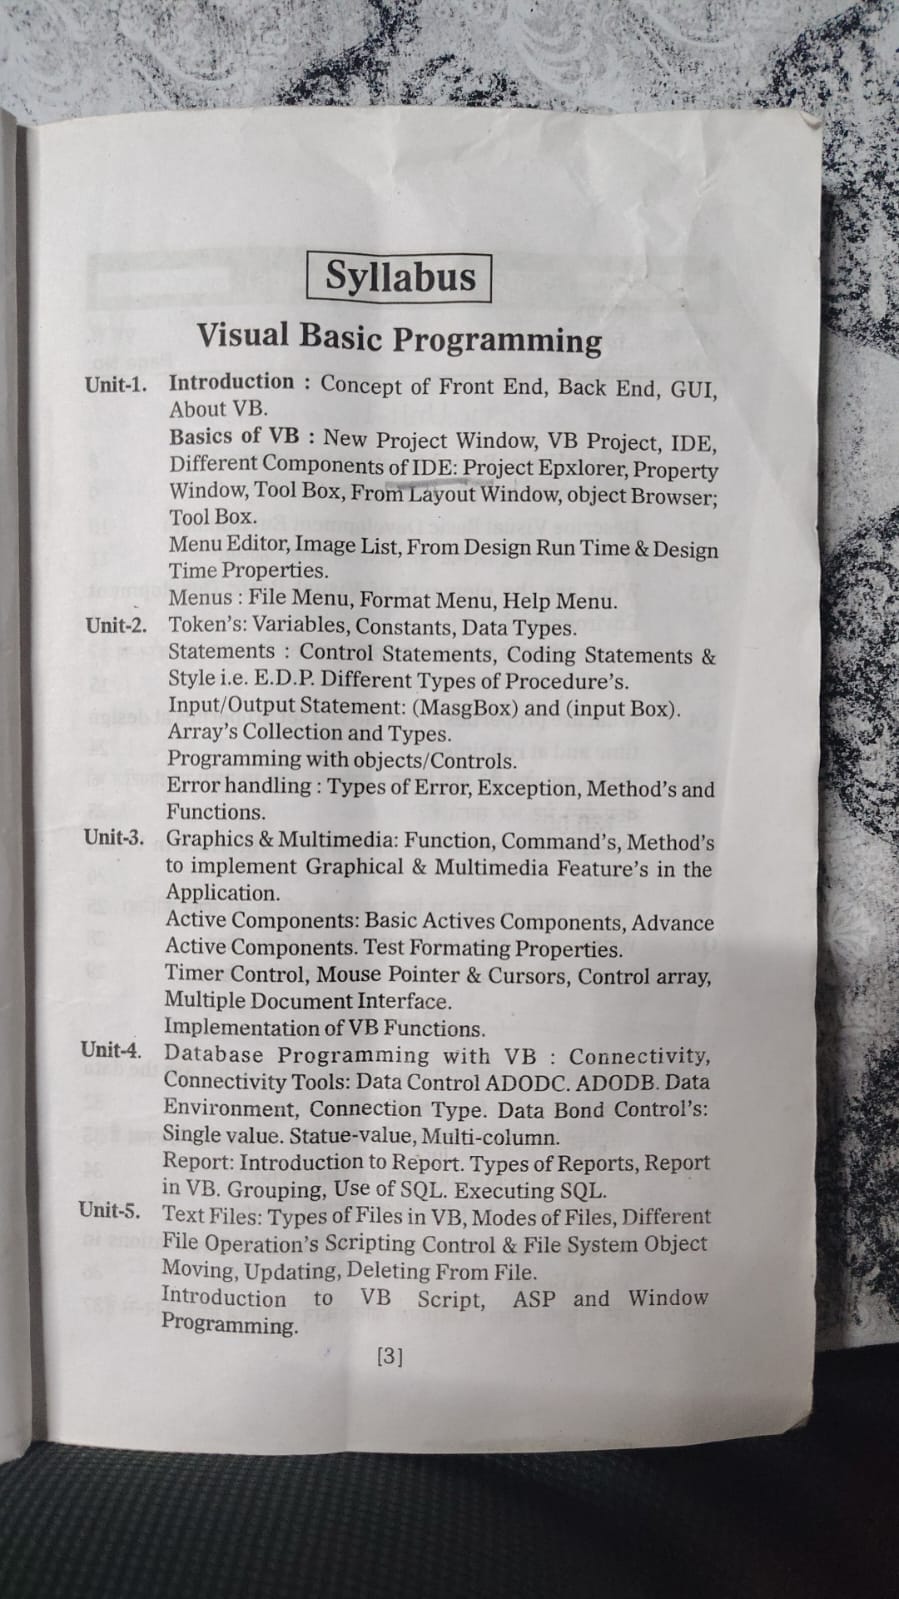 Syllabus
Visual Basic Programming
Unit-1. Introduction : Concept of Front End, Back End, GUI,
About VB.
Basics of VB : New Project Window, VB Project, IDE,
Different Components of IDE: Project Epxlorer, Property
Window, Tool Box, From Layout Window, object Browser;
Tool Box.
Menu Editor, Image List, From Design Run Time & Design
Time Properties.
Menus : File Menu, Format Menu, Help Menu.
Unit-2. Token's: Variables, Constants, Data Types.
Statements : Control Statements, Coding Statements &
Style i.e. E.D.P. Different Types of Procedure's.
Input/Output Statement: (MasgBox) and (input Box).
Array's Collection and Types.
Programming with objects/Controls.
Error handling : Types of Error, Exception, Method's and
Functions.
Unit-3. Graphics & Multimedia: Function, Command's, Method's
to implement Graphical & Multimedia Feature's in the
Application.
Active Components: Basic Actives Components, Advance
Active Components. Test Formating Properties.
Timer Control, Mouse Pointer & Cursors, Control array,
Multiple Document Interface.
Implementation of VB Functions.
Unit-4. Database Programming with VB : Connectivity,
Connectivity Tools: Data Control ADODC. ADODB. Data
Environment, Connection Type. Data Bond Control's:
Single value. Statue-value, Multi-column.
Report: Introduction to Report. Types of Reports, Report
in VB. Grouping, Use of SQL. Executing SQL.
Unit-5. Text Files: Types of Files in VB, Modes of Files, Different
File Operation's Scripting Control & File System Object
Moving, Updating, Deleting From File.
Introduction to VB Script, ASP and Window
Programming.
[3]